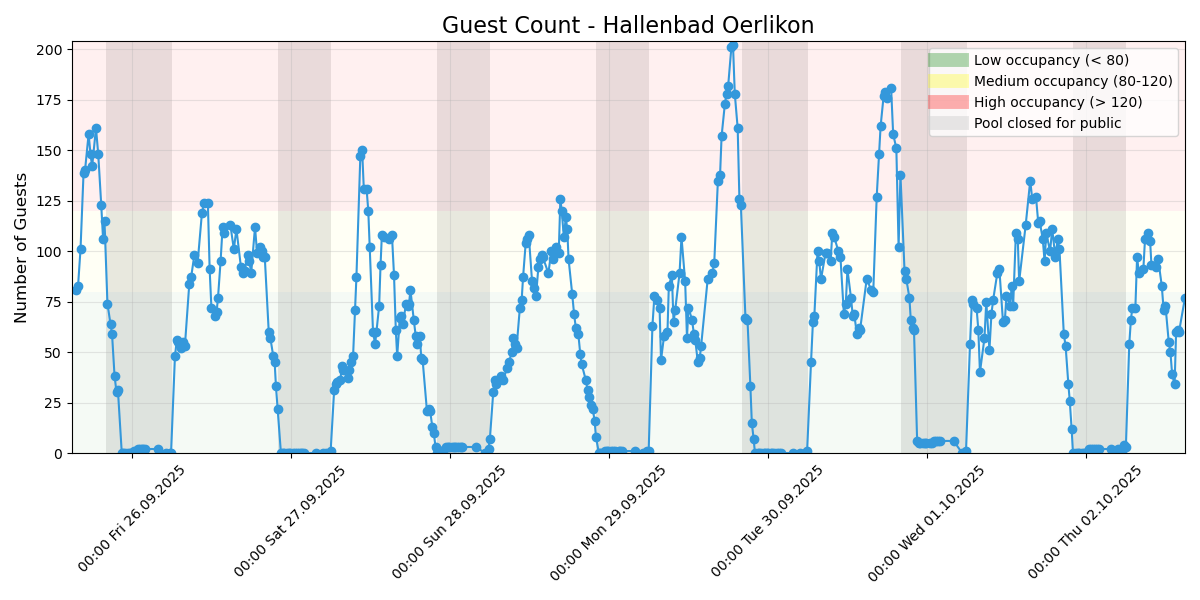 Guest Count - Hallenbad Oerlikon
Number of Guests
200
175
150
125
100
75
50
25
0
Low occupancy (< 80)
Medium occupancy (80-120)
High occupancy (> 120)
Pool closed for public
00:00 Fri 26.09.2025
00:00 Sat 27.09.2025
00:00 Sun 28.09.2025
00:00 Mon 29.09.2025
00:00 Tue 30.09.2025
00:00 Wed 01.10.2025
00:00 Thu 02.10.2025